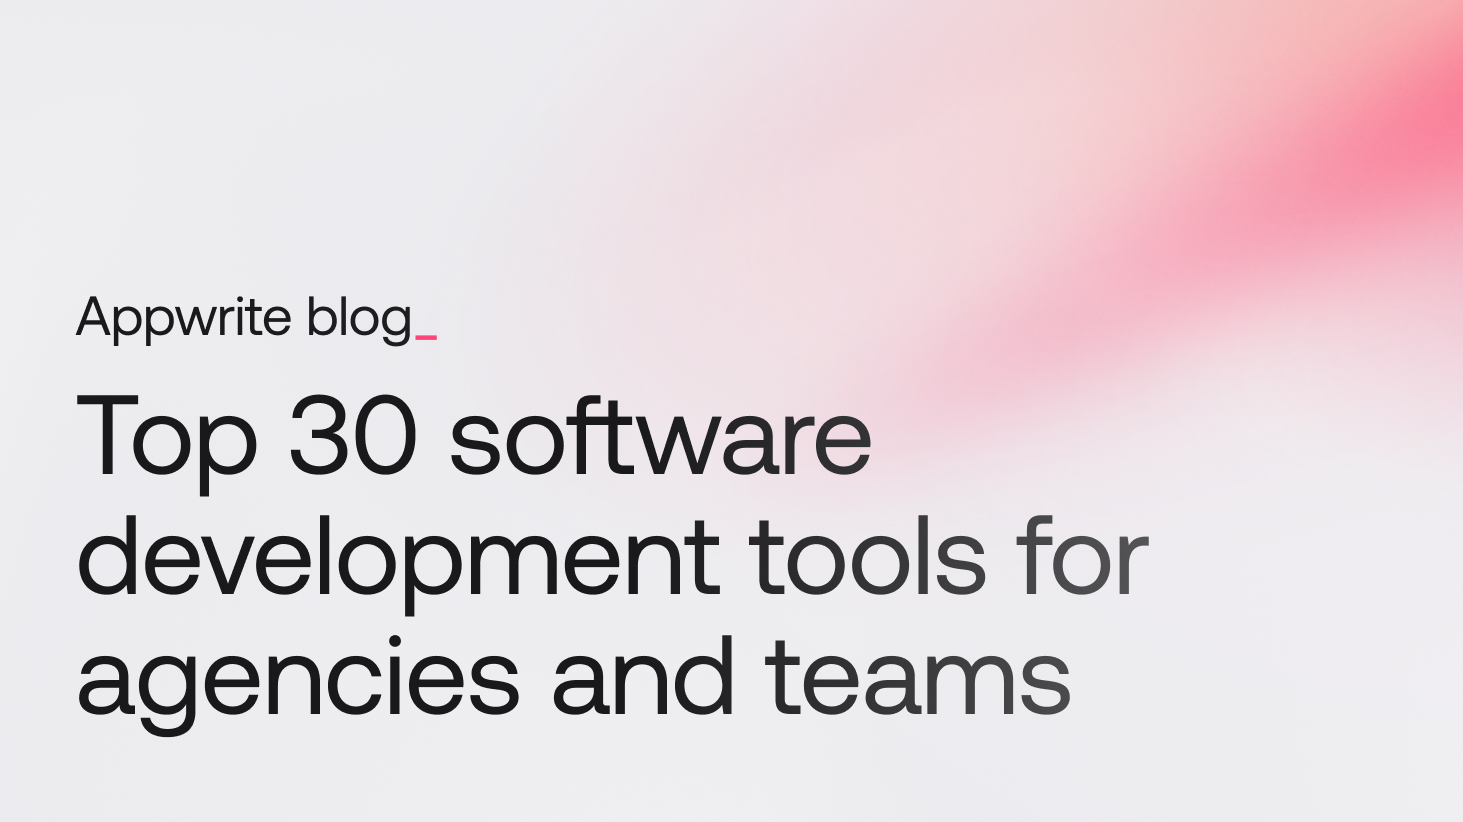 Appwrite blog_
Top 30 software
development tools for
agencies and teams